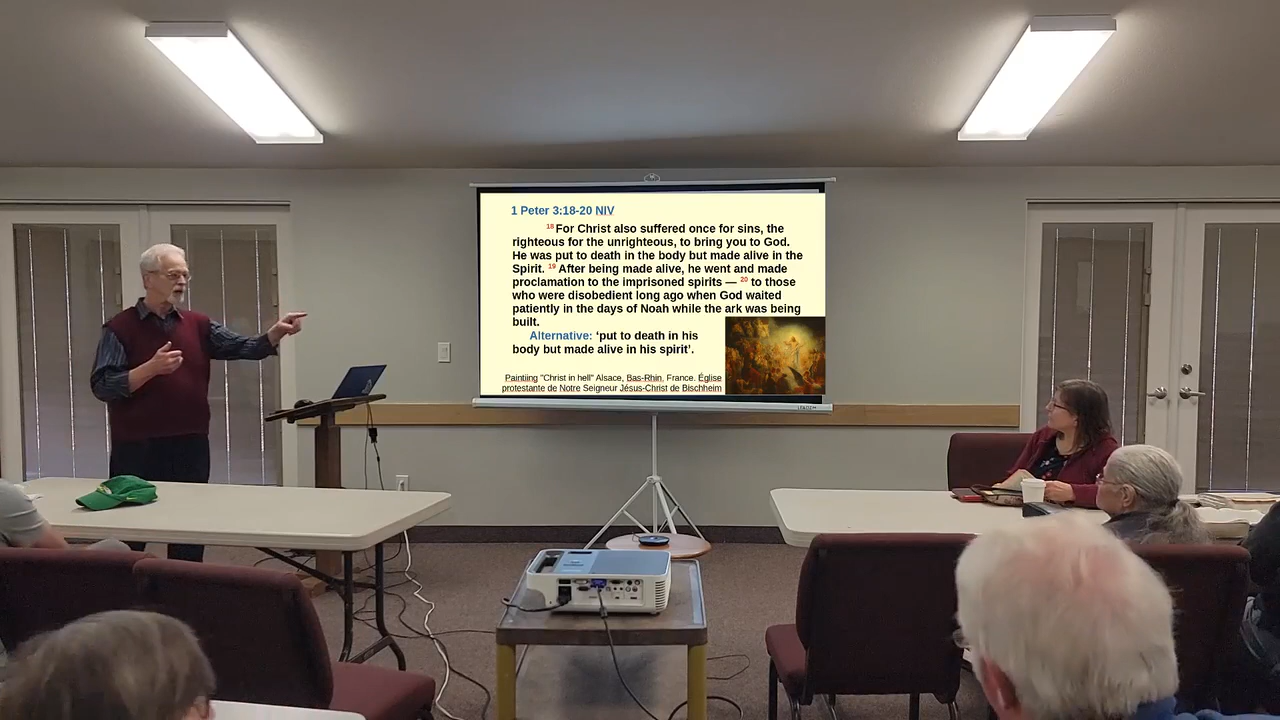 1 Peter 3:18-20 NIV
18 For Christ also suffered once for sins, the
righteous for the unrighteous, to bring you to God.
He was put to death in the body but made alive in the
Spirit. 19 After being made alive, he went and made
proclamation to the imprisoned spirits — 20 to those
who were disobedient long ago when God waited
patiently in the days of Noah while the ark was being
built.
Alternative: ‘put to death in his
body but made alive in his spirit’.
Paintiing "Christ in hell" Alsace, Bas-Rhin, France. Église
protestante de Notre Seigneur Jésus-Christ de Bischheim